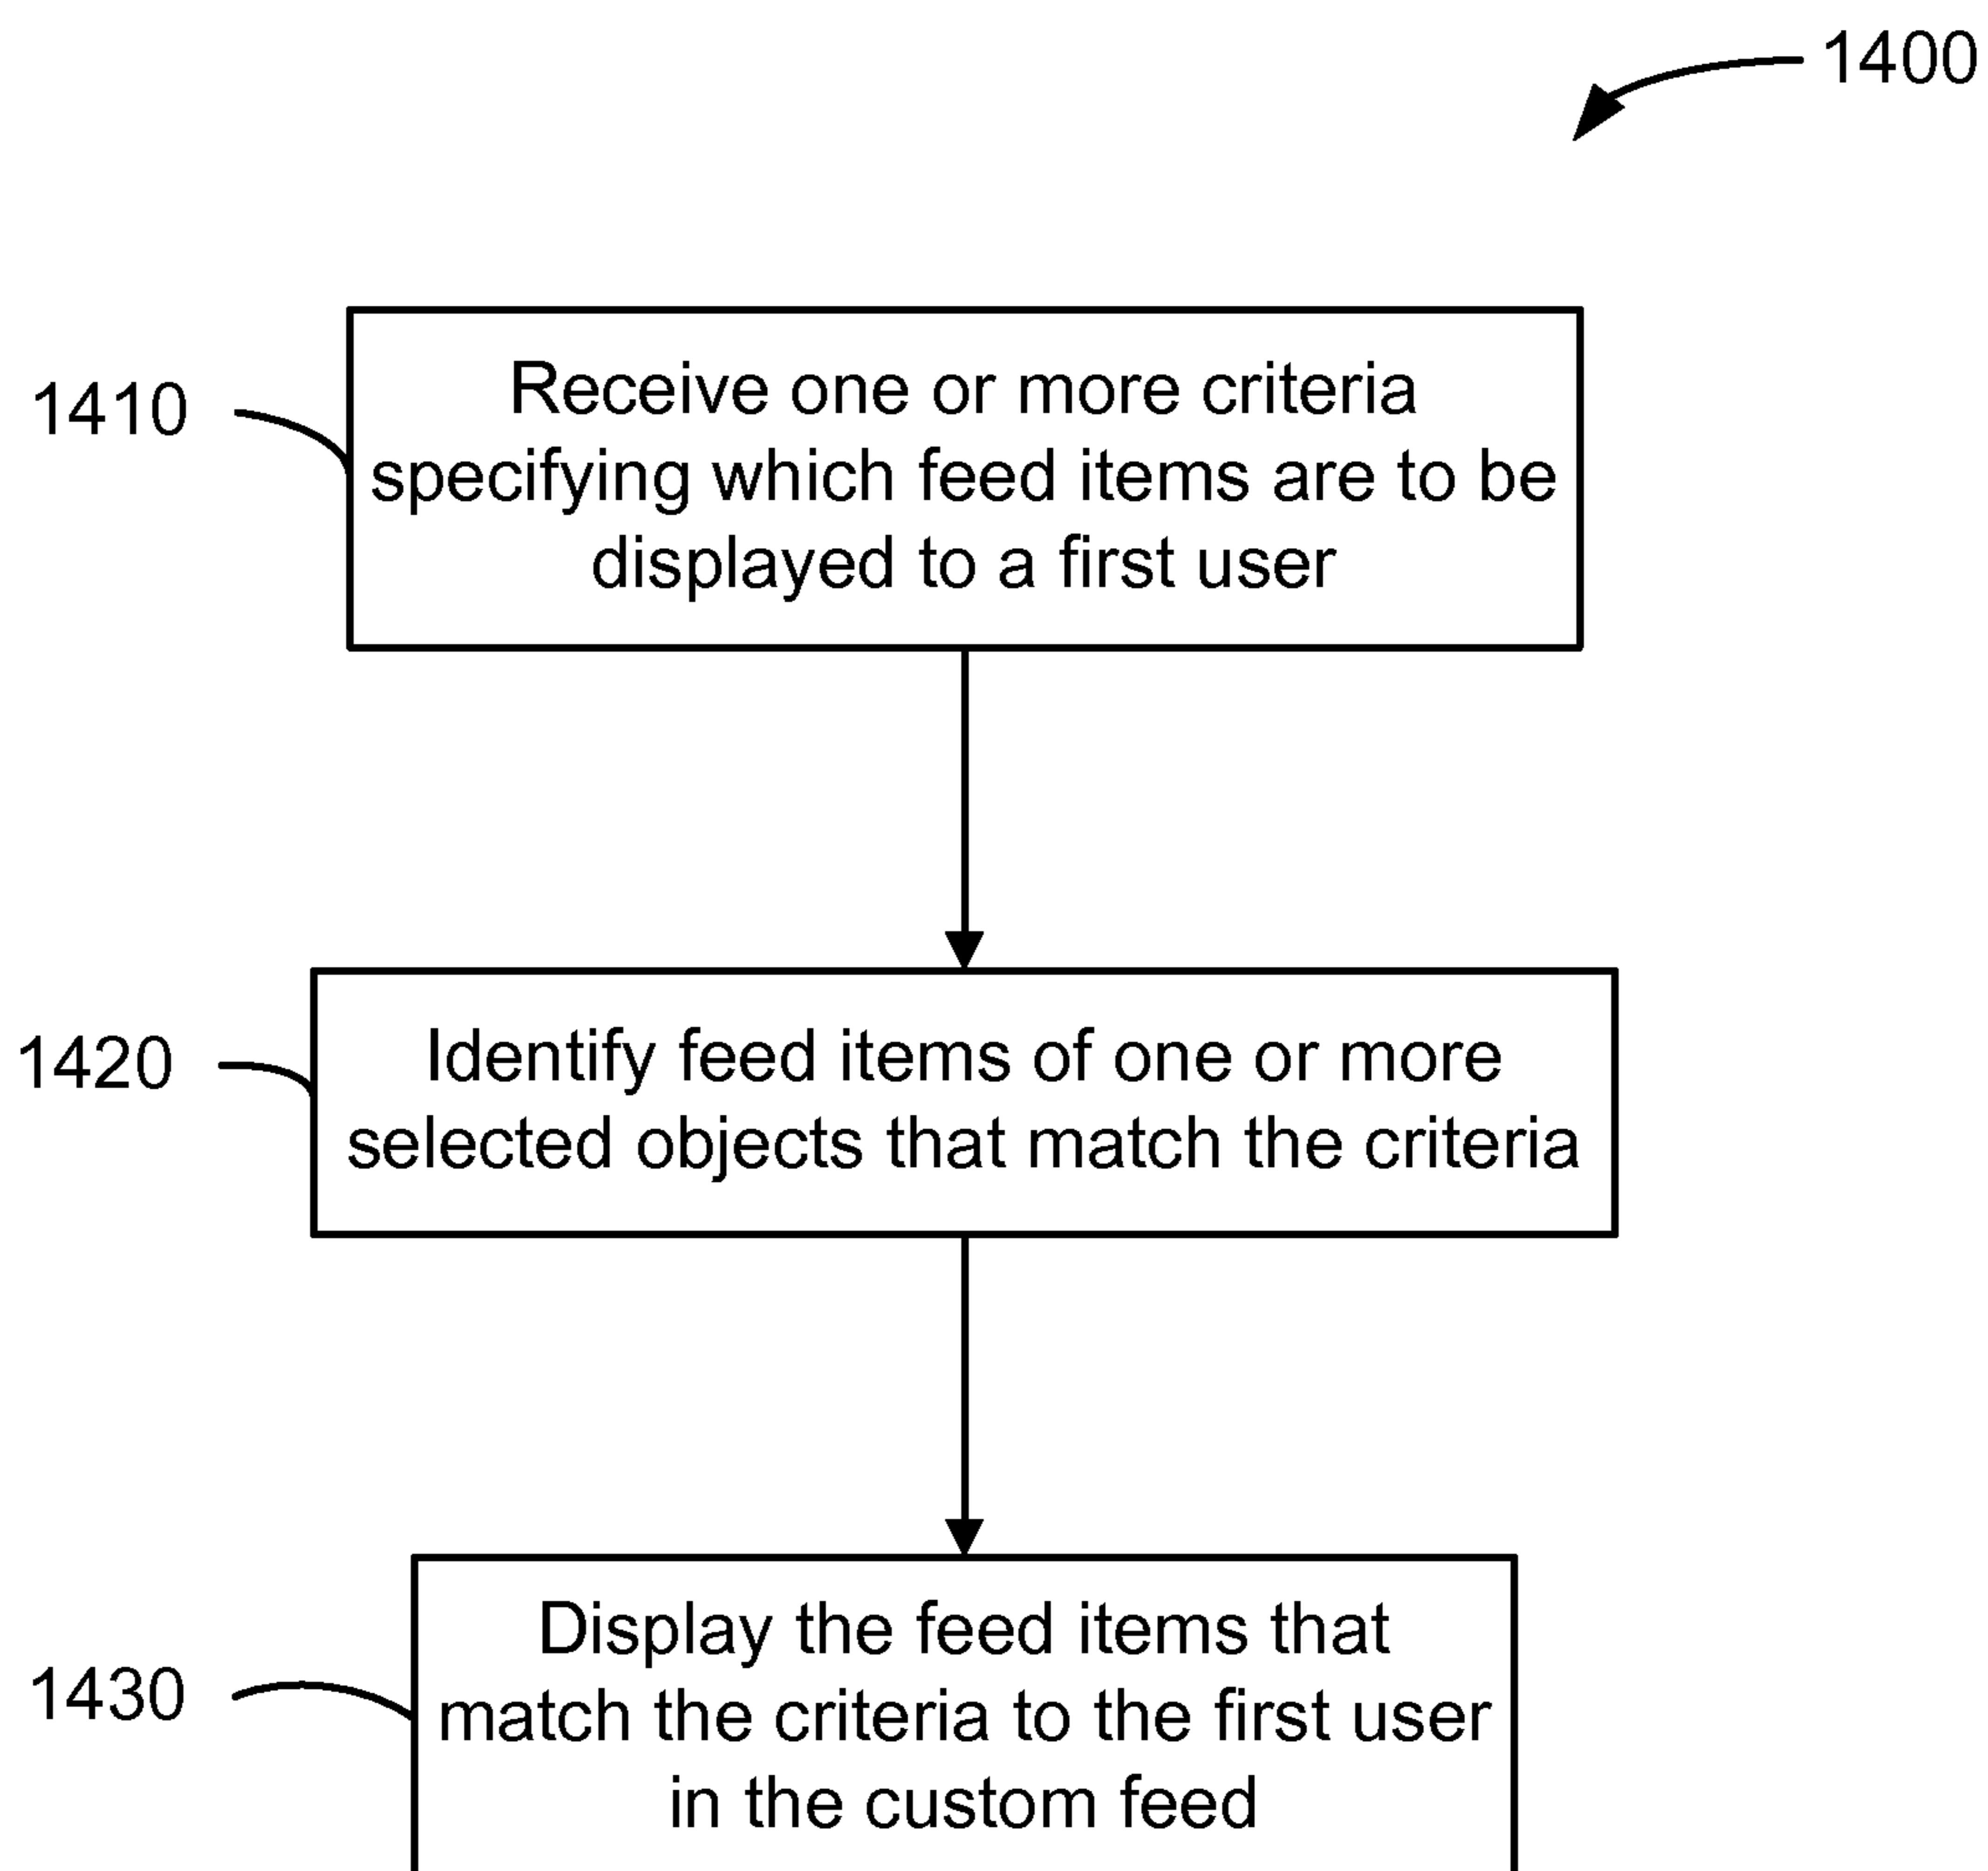 1400
1410
Receive one or more criteria
specifying which feed items are to be
displayed to a first user
1420
Identify feed items of one or more
selected objects that match the criteria
1430
Display the feed items that
match the criteria to the first user
in the custom feed